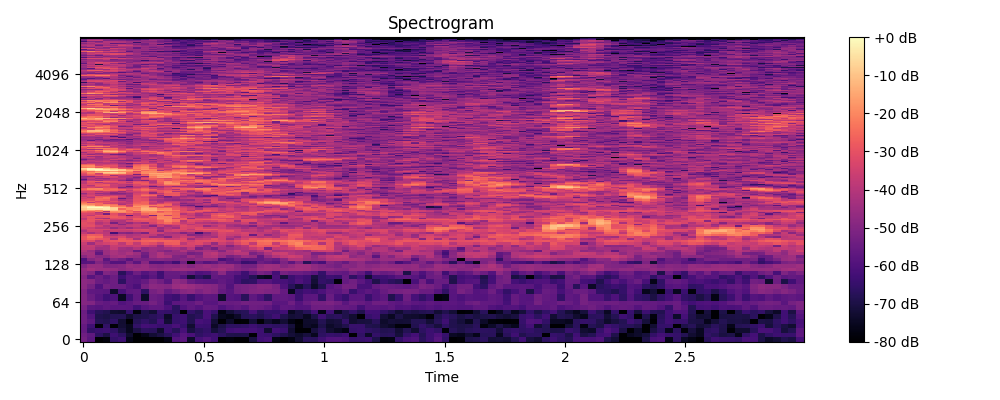 Spectrogram
Hz
4096
2048
1024
512
256
128
64
0
0
0.5
1
1.5
2
2.5
Time
+0 dB
-10 dB
-20 dB
-30 dB
-40 dB
-50 dB
-60 dB
-70 dB
-80 dB